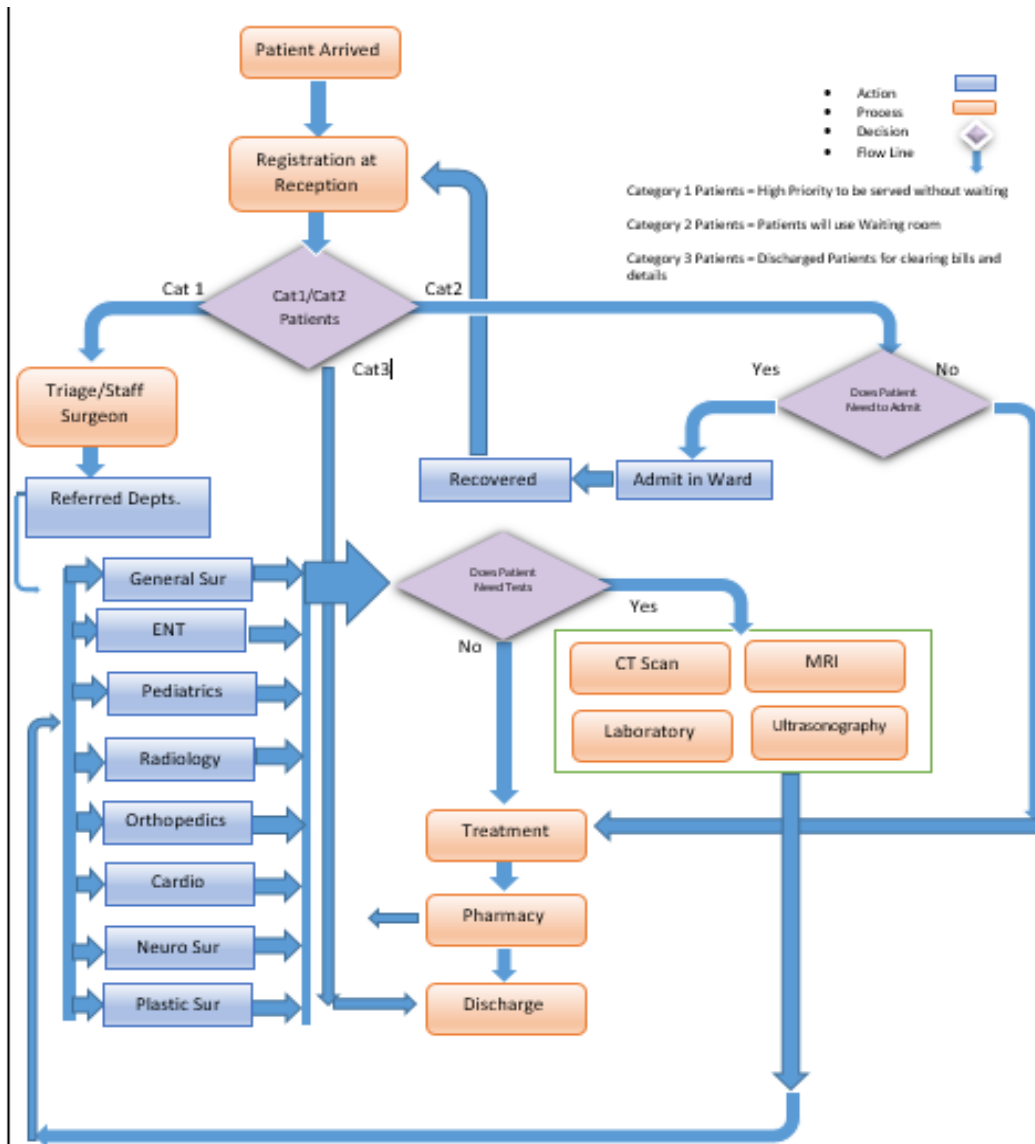 Patient Arrived
Action
Process
Decision
Flow Line
Registration at
Reception
Category 1 Patients = High Priority to be served without waiting
Category 2 Patients = Patients will use Waiting room
Category 3 Patients = Discharged Patients for clearing bills and
details
Cat 1
Cat1/Cat2
Patients
Cat2
Cat3
Yes
No
Does Patient
Need to Admit
Triage/Staff
Surgeon
Referred Depts.
Recovered
Admit in Ward
General Sur
ENT
Pediatrics
Radiology
Orthopedics
Cardio
Neuro Sur
Plastic Sur
Does Patient
Need Tests
Yes
No
CT Scan
MRI
Laboratory
Ultrasonography
Treatment
Pharmacy
Discharge